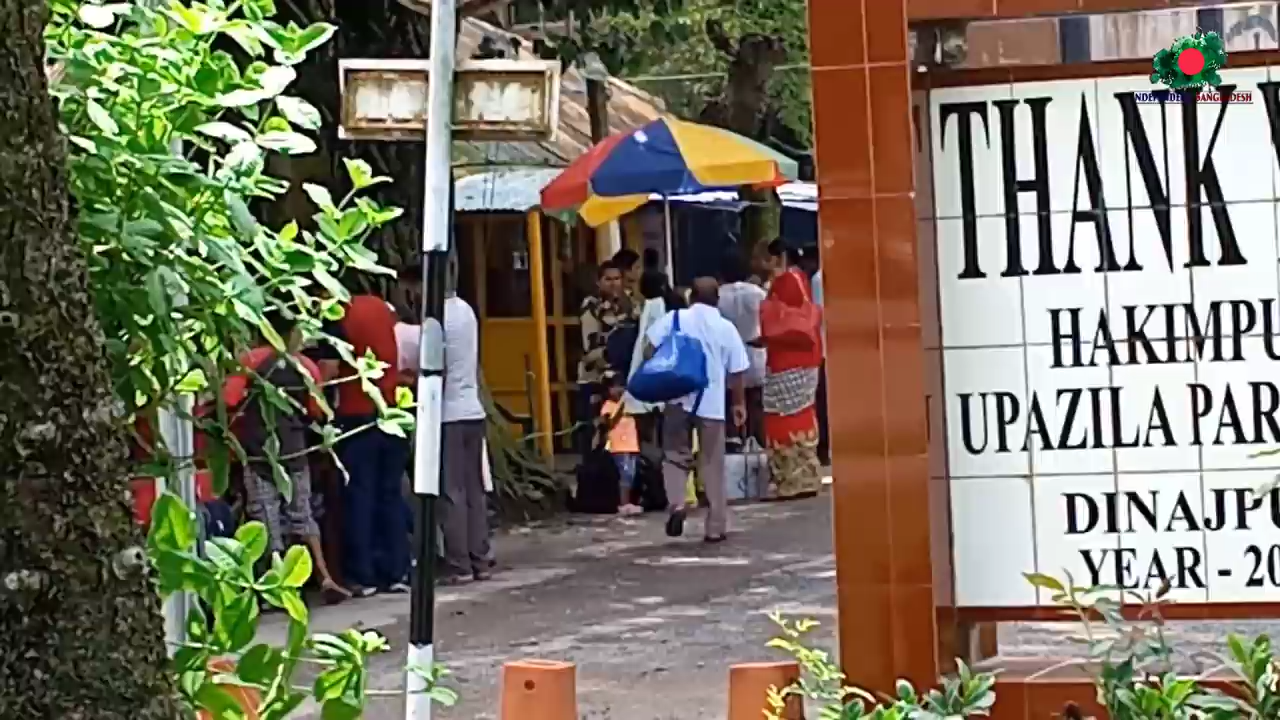 THANK
HAKIMPU
UPAZILA PAR
DINAJPU
YEAR - 20